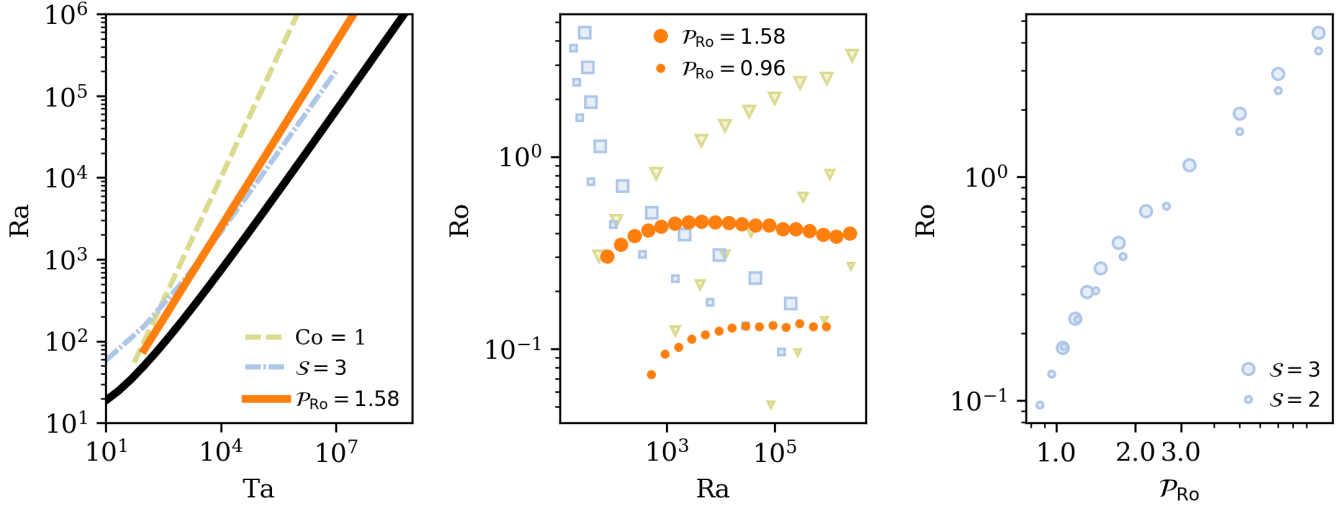 10^6
10^5
10^4
10^3
10^2
10^1
Ra
10^1
10^4
10^7
Ta
Co = 1
𝒮 = 3
𝒫_Ro = 1.58
10^0
10^−1
Ro
10^3
10^5
Ra
𝒫_Ro = 1.58
𝒫_Ro = 0.96
10^0
10^−1
Ro
1.0
2.0
3.0
𝒫_Ro
𝒮 = 3
𝒮 = 2